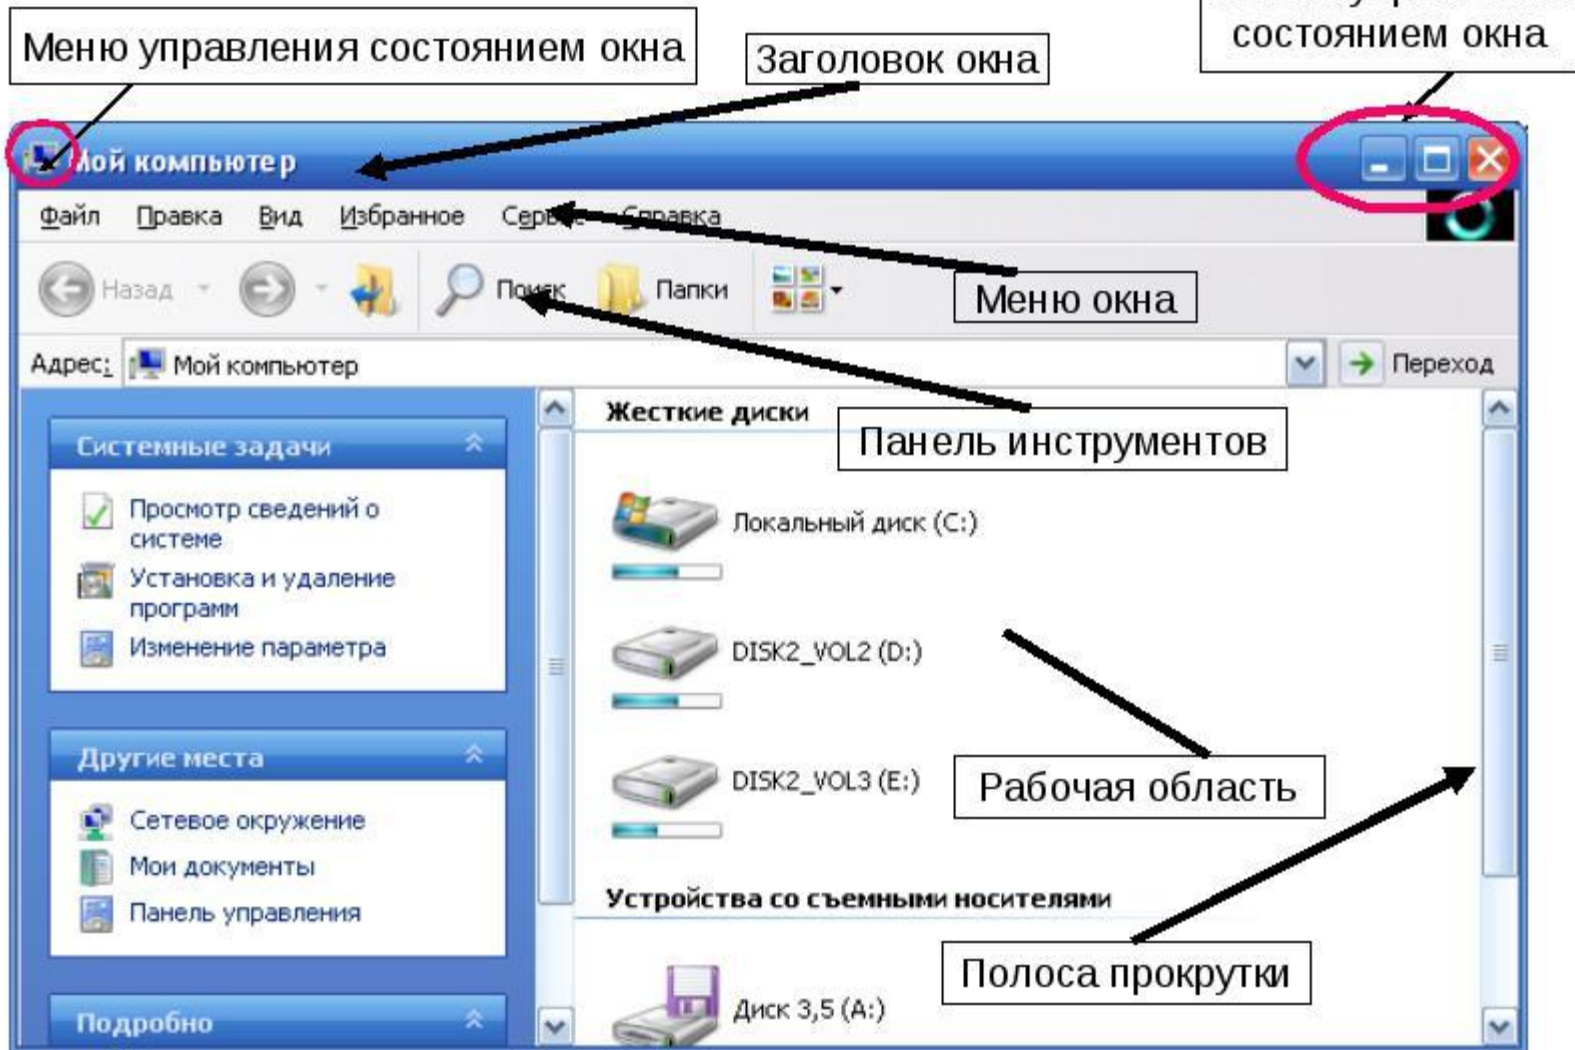 Меню управления состоянием окна
Заголовок окна
состоянием окна
Мой компьютер
Файл Правка Вид Избранное Сервис Справка
Назад Поиск Папки
Меню окна
Адрес: Мой компьютер Переход
Панель инструментов
Системные задачи
Просмотр сведений о
системе
Установка и удаление
программ
Изменение параметра
Другие места
Сетевое окружение
Мои документы
Панель управления
Подробно
Жесткие диски
Локальный диск (C:)
DISK2_VOL2 (D:)
DISK2_VOL3 (E:)
Рабочая область
Устройства со съемными носителями
Полоса прокрутки
Диск 3,5 (A:)